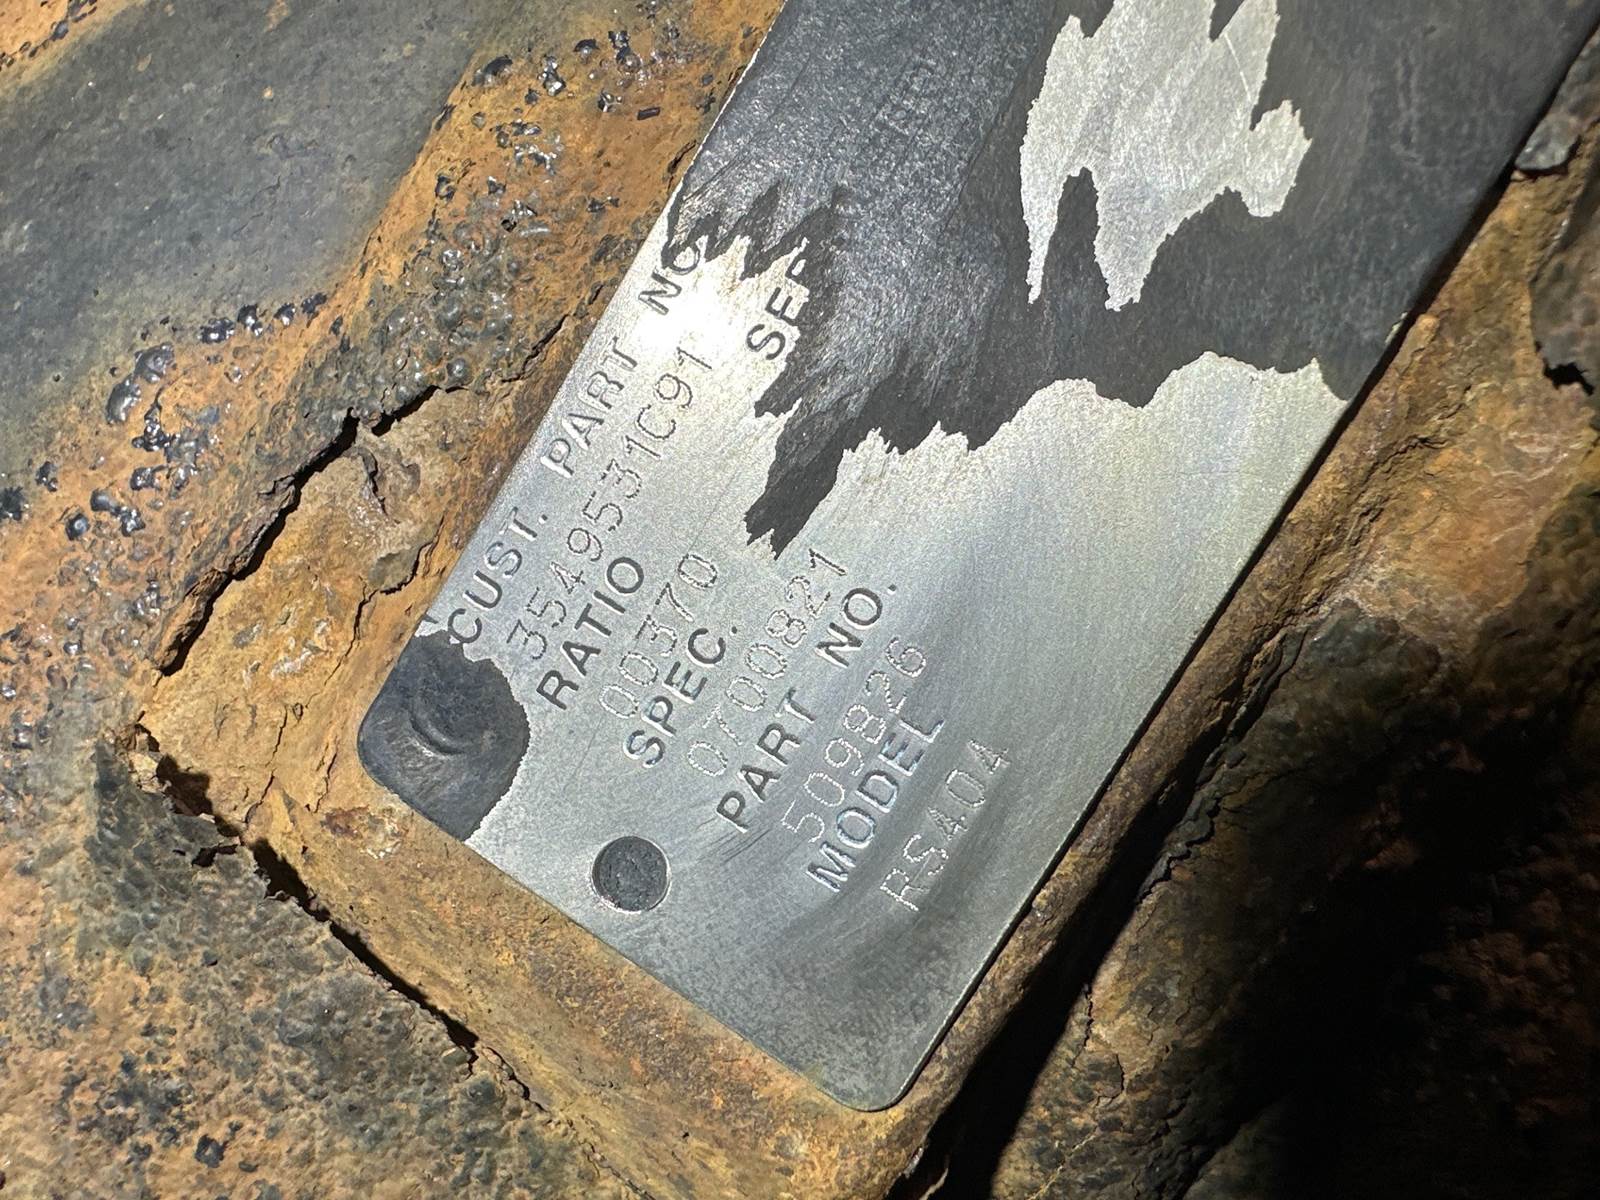 CUST. PART NO.
3549531C91
RATIO
00370
SPEC.
0700821
PART NO.
509826
MODEL
RS404